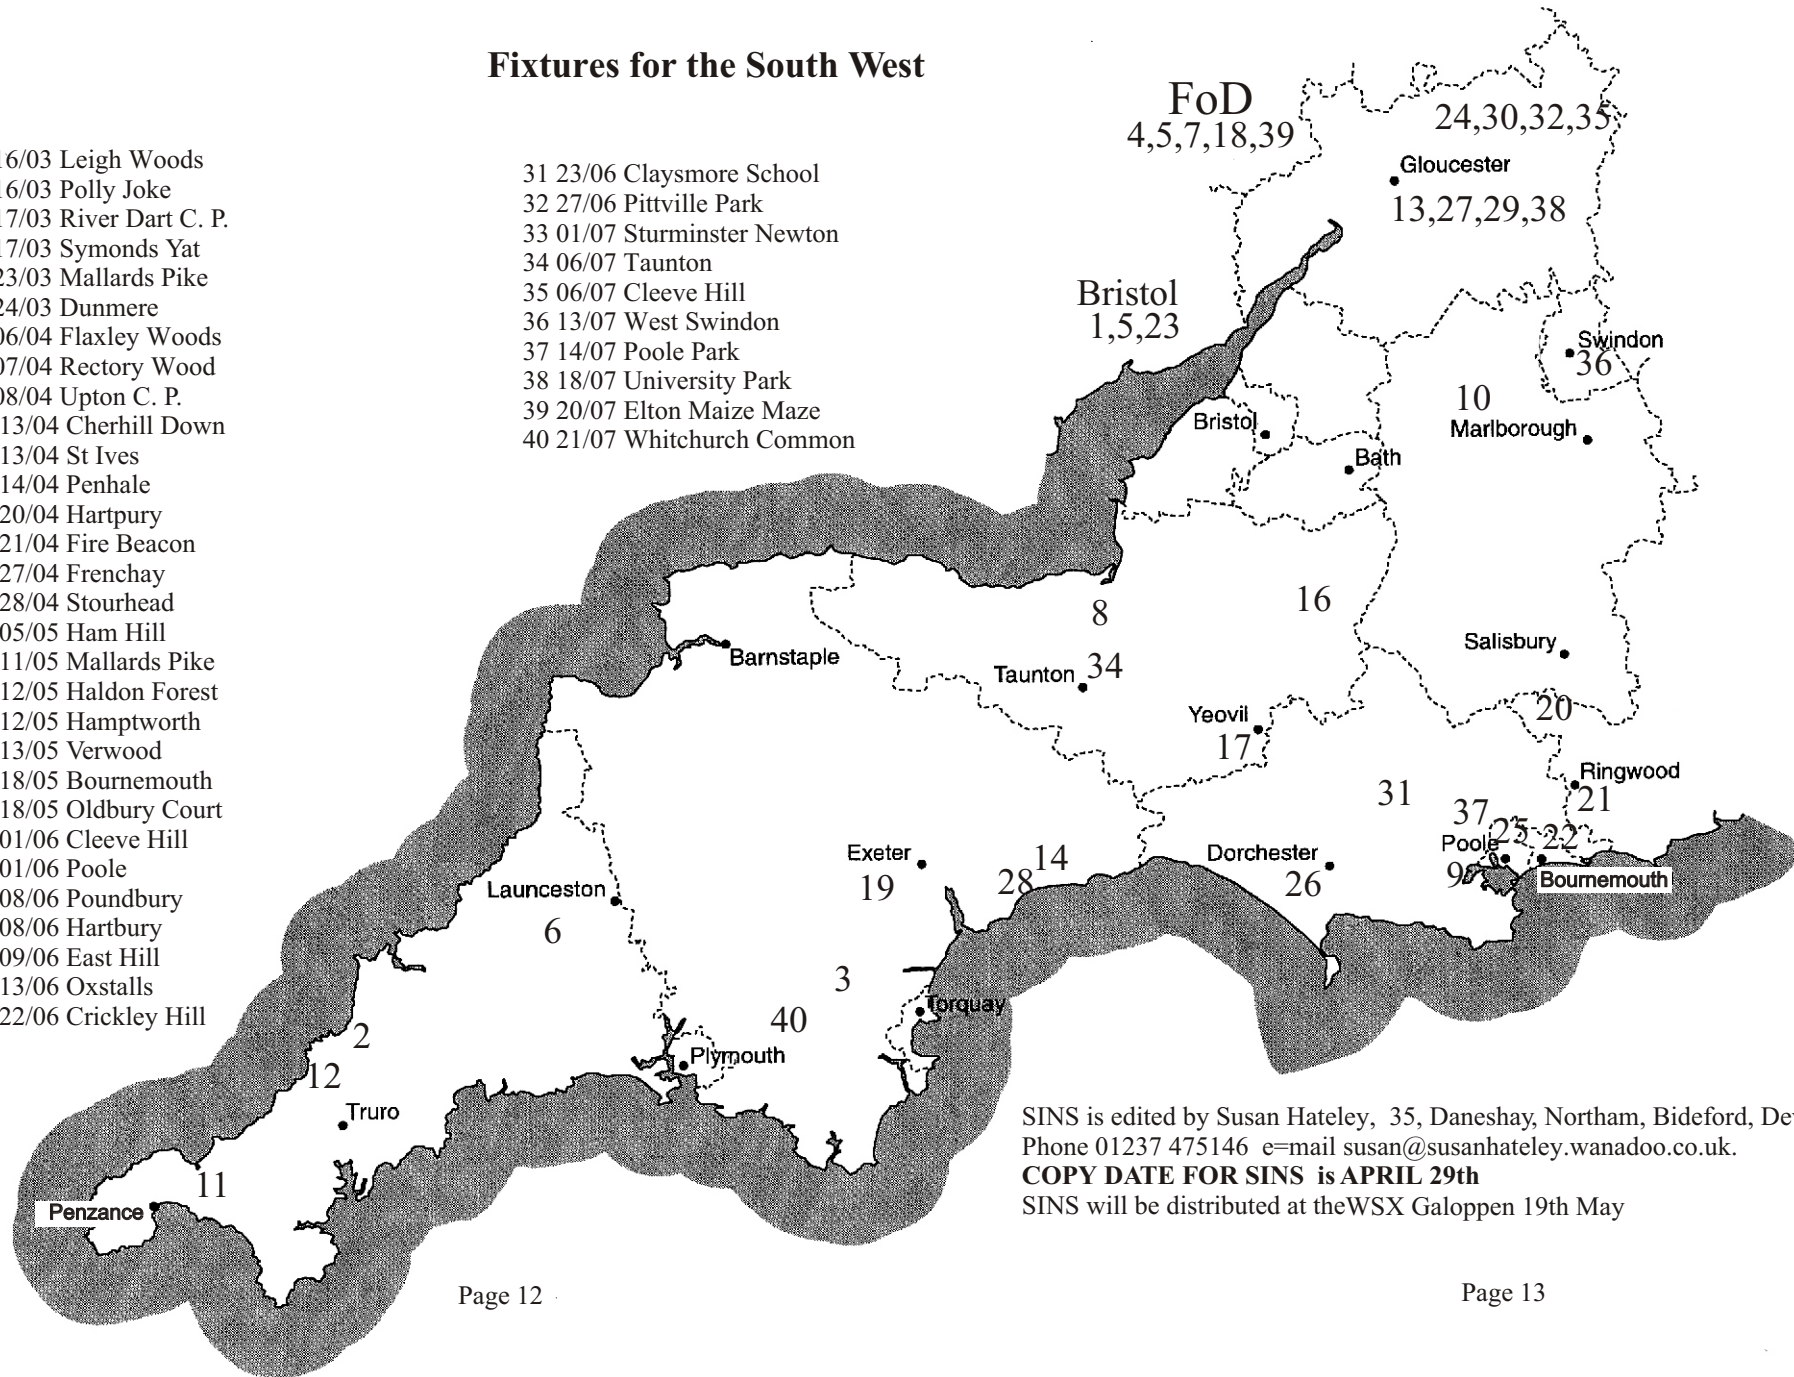 Fixtures for the South West
16/03 Leigh Woods
16/03 Polly Joke
17/03 River Dart C. P.
17/03 Symonds Yat
23/03 Mallards Pike
24/03 Dunmere
06/04 Flaxley Woods
07/04 Rectory Wood
08/04 Upton C. P.
13/04 Cherhill Down
13/04 St Ives
14/04 Penhale
20/04 Hartpury
21/04 Fire Beacon
27/04 Frenchay
28/04 Stourhead
05/05 Ham Hill
11/05 Mallards Pike
12/05 Haldon Forest
12/05 Hamptworth
13/05 Verwood
18/05 Bournemouth
18/05 Oldbury Court
01/06 Cleeve Hill
01/06 Poole
08/06 Poundbury
08/06 Hartbury
09/06 East Hill
13/06 Oxstalls
22/06 Crickley Hill
31 23/06 Claysmore School
32 27/06 Pittville Park
33 01/07 Sturminster Newton
34 06/07 Taunton
35 06/07 Cleeve Hill
36 13/07 West Swindon
37 14/07 Poole Park
38 18/07 University Park
39 20/07 Elton Maize Maze
40 21/07 Whitchurch Common
FoD
4,5,7,18,39
24,30,32,35
Gloucester
13,27,29,38
Bristol
1,5,23
Swindon
36
10
Marlborough
Bristol
Bath
8
16
Barnstaple
Taunton
34
Salisbury
20
Yeovil
17
Ringwood
21
31
37
25
22
Poole
9
Bournemouth
Exeter
19
14
28
Dorchester
26
Launceston
6
3
40
Torquay
Plymouth
2
12
Truro
11
Penzance
SINS is edited by Susan Hateley, 35, Daneshay, Northam, Bideford, De
Phone 01237 475146 e=mail susan@susanhateley.wanadoo.co.uk.
COPY DATE FOR SINS is APRIL 29th
SINS will be distributed at theWSX Galoppen 19th May
Page 12
Page 13